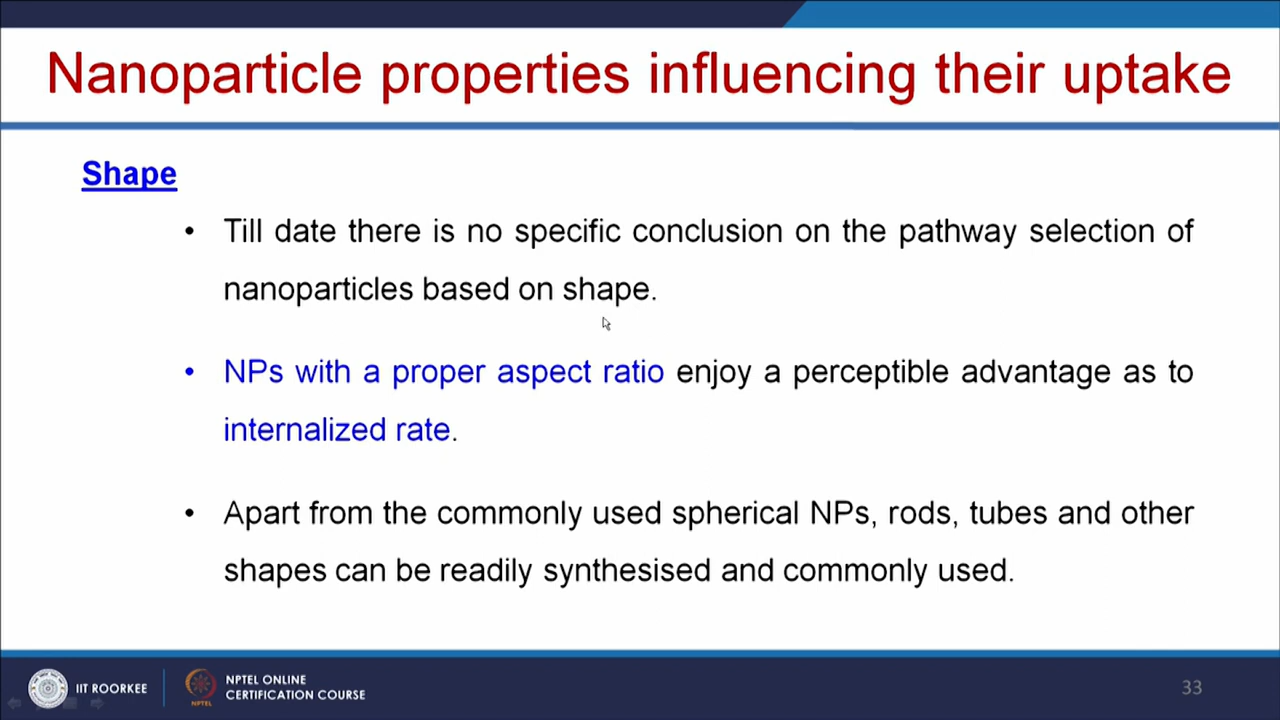 Nanoparticle properties influencing their uptake
Shape
• Till date there is no specific conclusion on the pathway selection of
nanoparticles based on shape.
• NPs with a proper aspect ratio enjoy a perceptible advantage as to
internalized rate.
• Apart from the commonly used spherical NPs, rods, tubes and other
shapes can be readily synthesised and commonly used.
IIT ROORKEE
NPTEL
NPTEL ONLINE
CERTIFICATION COURSE
33